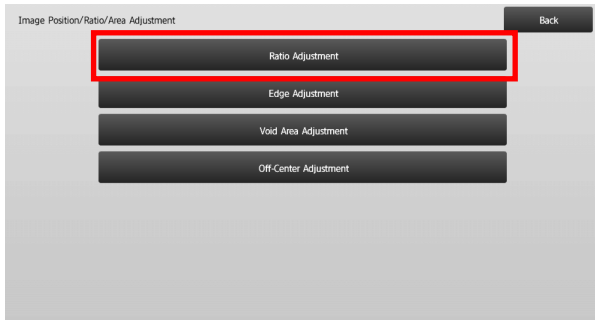 Image Position/Ratio/Area Adjustment
Back
Ratio Adjustment
Edge Adjustment
Void Area Adjustment
Off-Center Adjustment